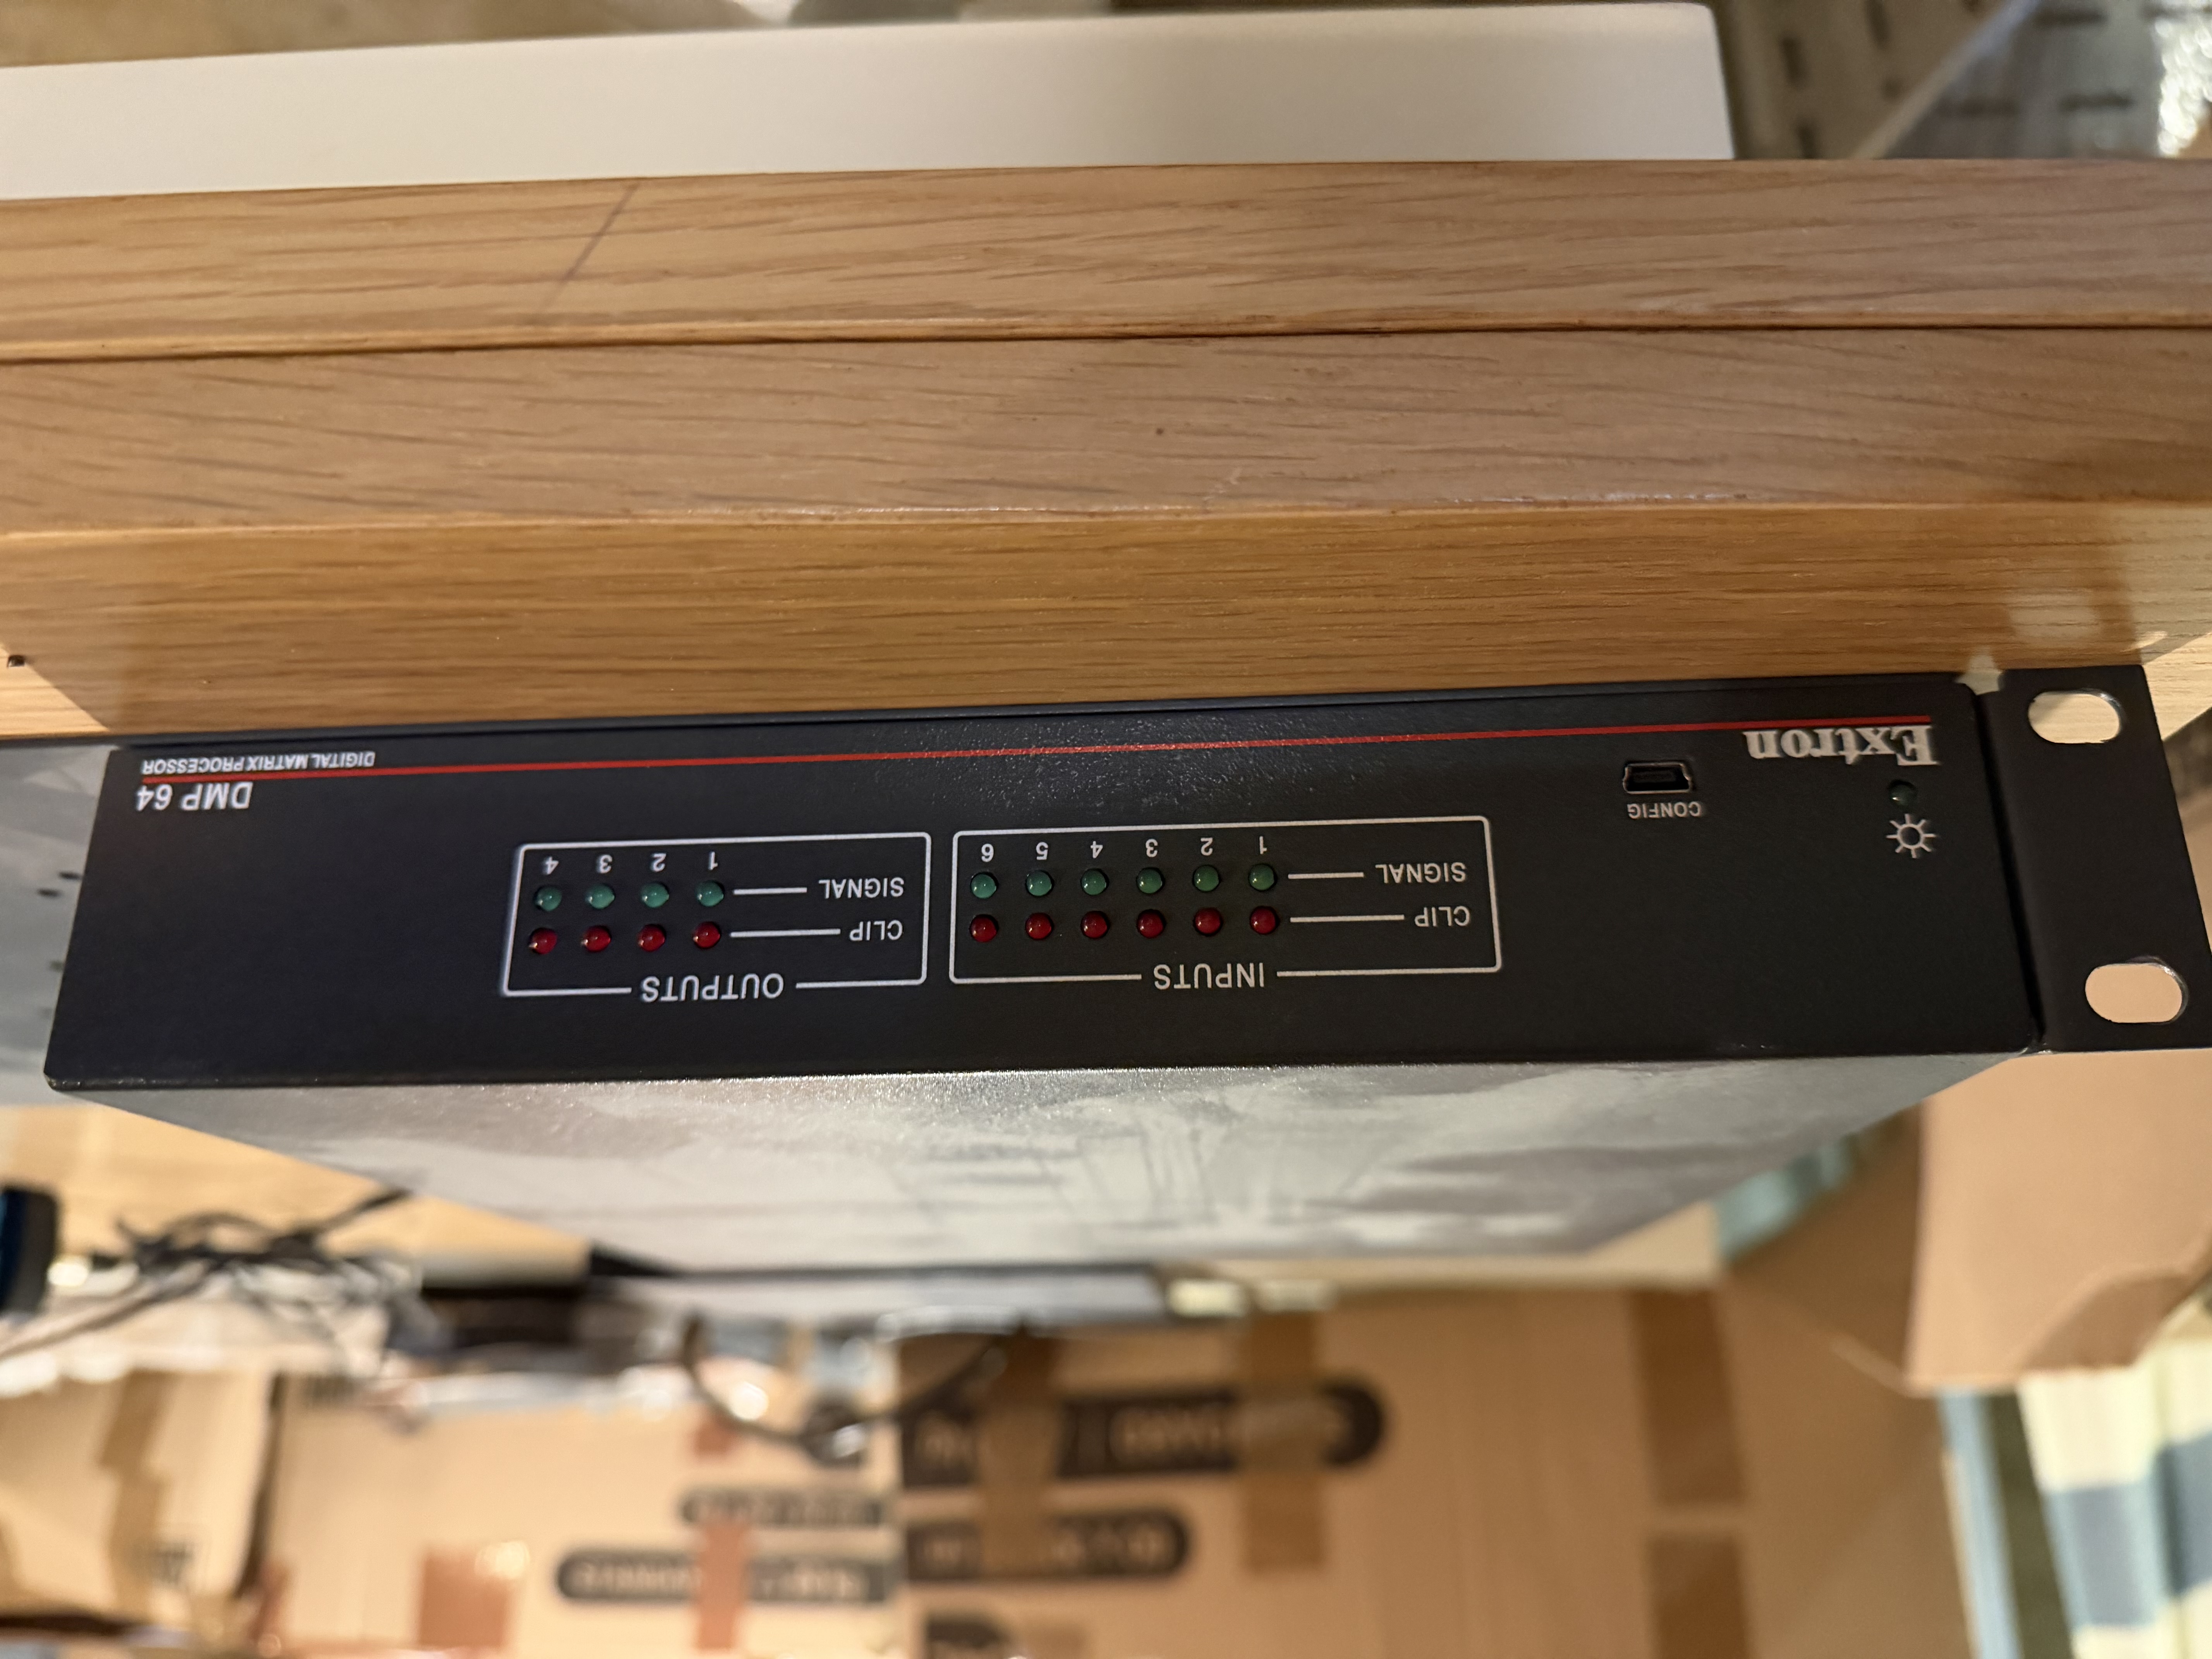 INPUTS
CLIP
SIGNAL
1 2 3 4 5 6
OUTPUTS
CLIP
SIGNAL
1 2 3 4
CONFIG
Extron
DMP 64
DIGITAL MATRIX PROCESSOR